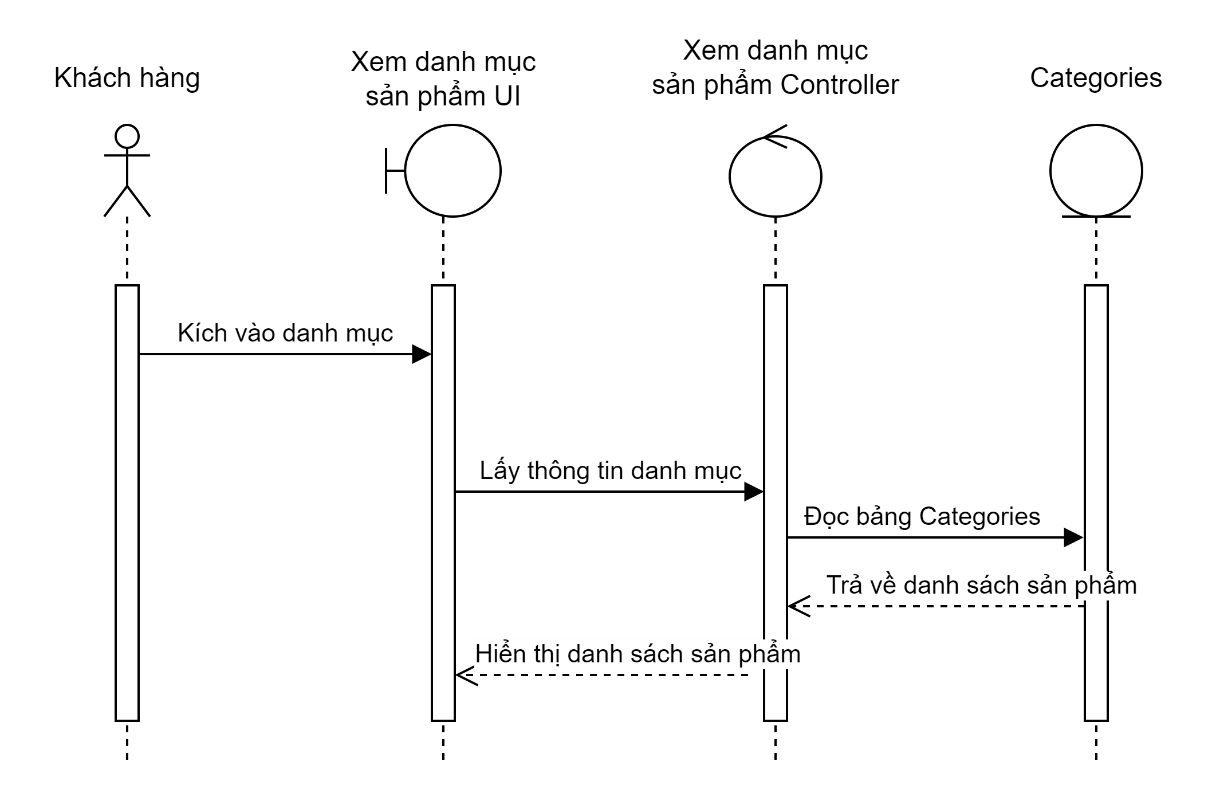 Khách hàng
Xem danh mục
sản phẩm UI
Xem danh mục
sản phẩm Controller
Categories
Kích vào danh mục
Lấy thông tin danh mục
Đọc bảng Categories
Trả về danh sách sản phẩm
Hiển thị danh sách sản phẩm